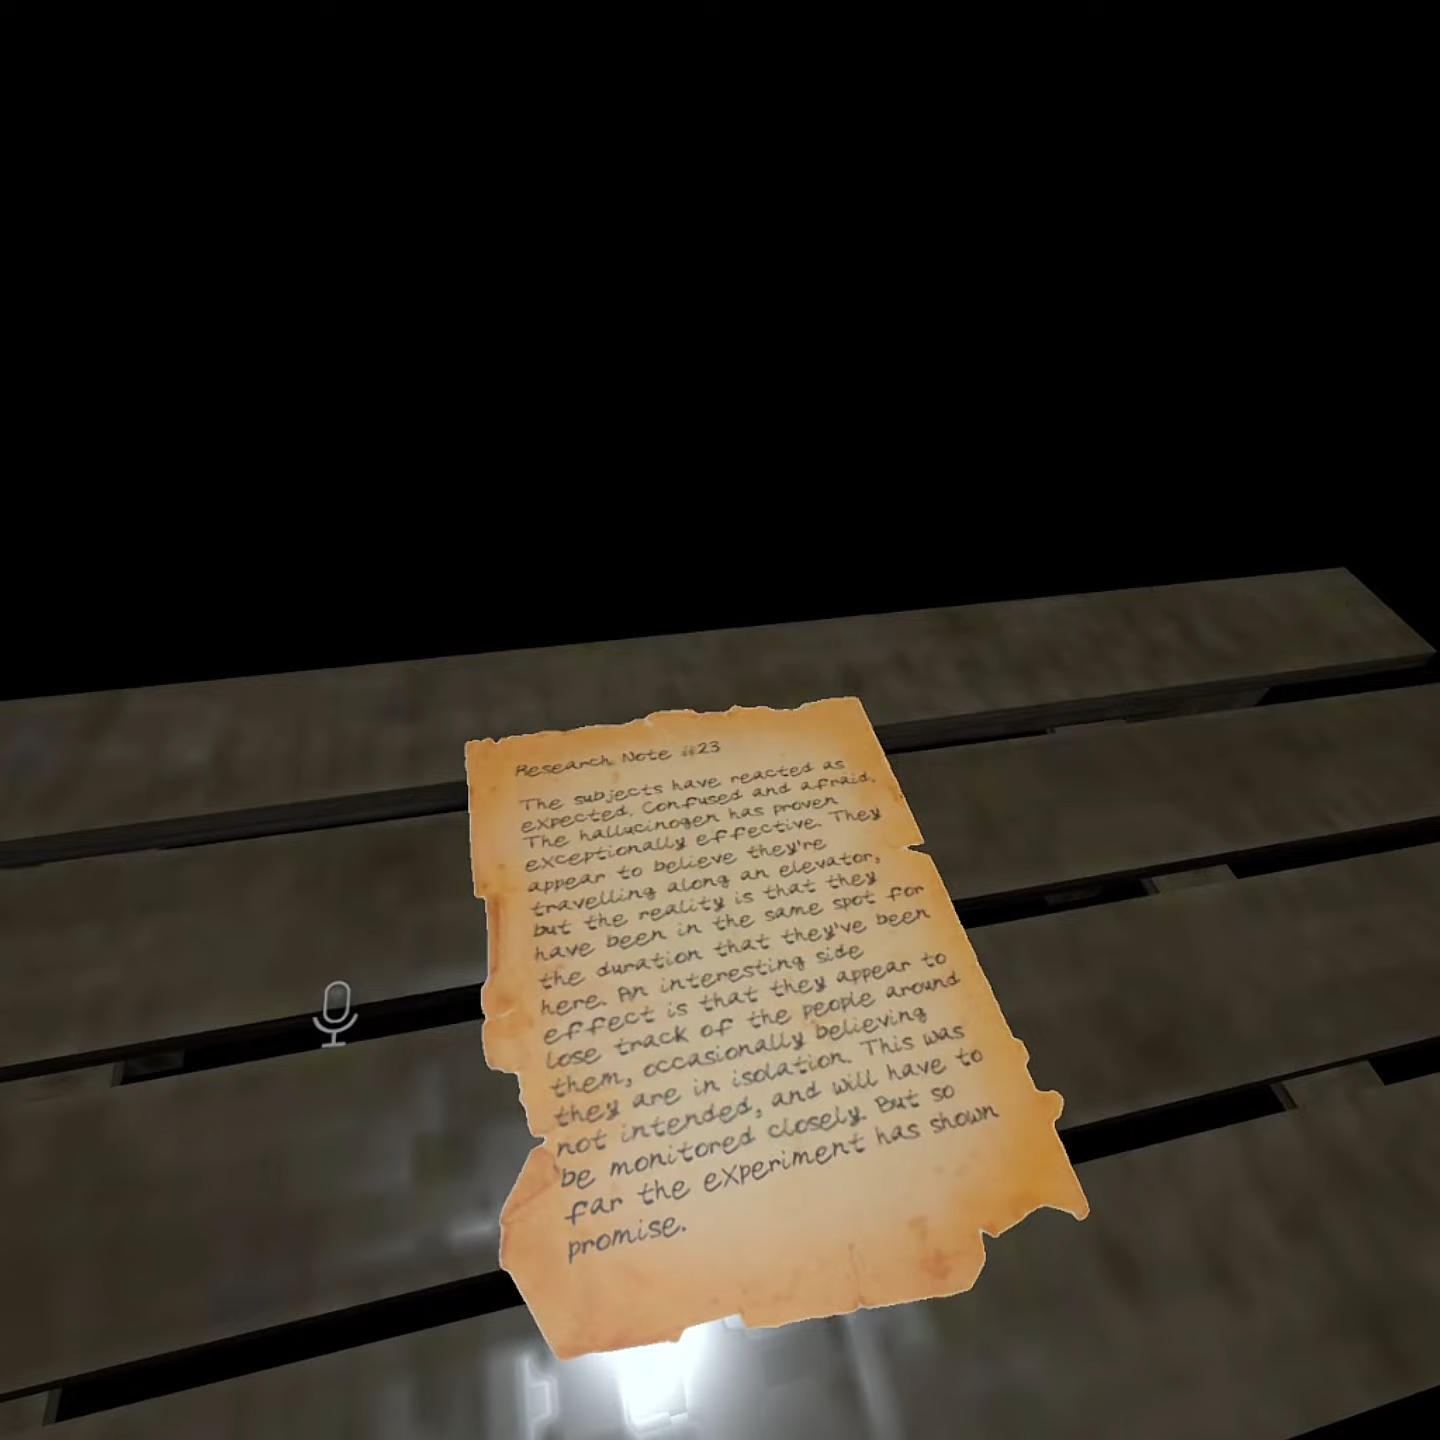 Research Note #23
The subjects have reacted as
expected. Confused and afraid.
The hallucinogen has proven
exceptionally effective. They
appear to believe they're
travelling along an elevator,
but the reality is that they
have been in the same spot for
the duration that they've been
here. An interesting side
effect is that they appear to
lose track of the people around
them, occasionally believing
they are in isolation. This was
not intended, and will have to
be monitored closely. But so
far the experiment has shown
promise.